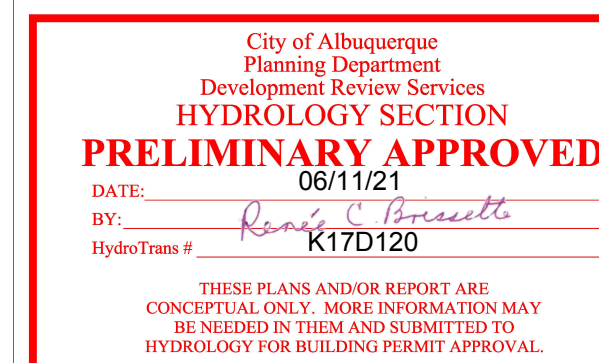 City of Albuquerque
Planning Department
Development Review Services
HYDROLOGY SECTION
PRELIMINARY APPROVED
DATE: 06/11/21
BY: Renée C. Brissette
HydroTrans # K17D120
THESE PLANS AND/OR REPORT ARE
CONCEPTUAL ONLY. MORE INFORMATION MAY
BE NEEDED IN THEM AND SUBMITTED TO
HYDROLOGY FOR BUILDING PERMIT APPROVAL.